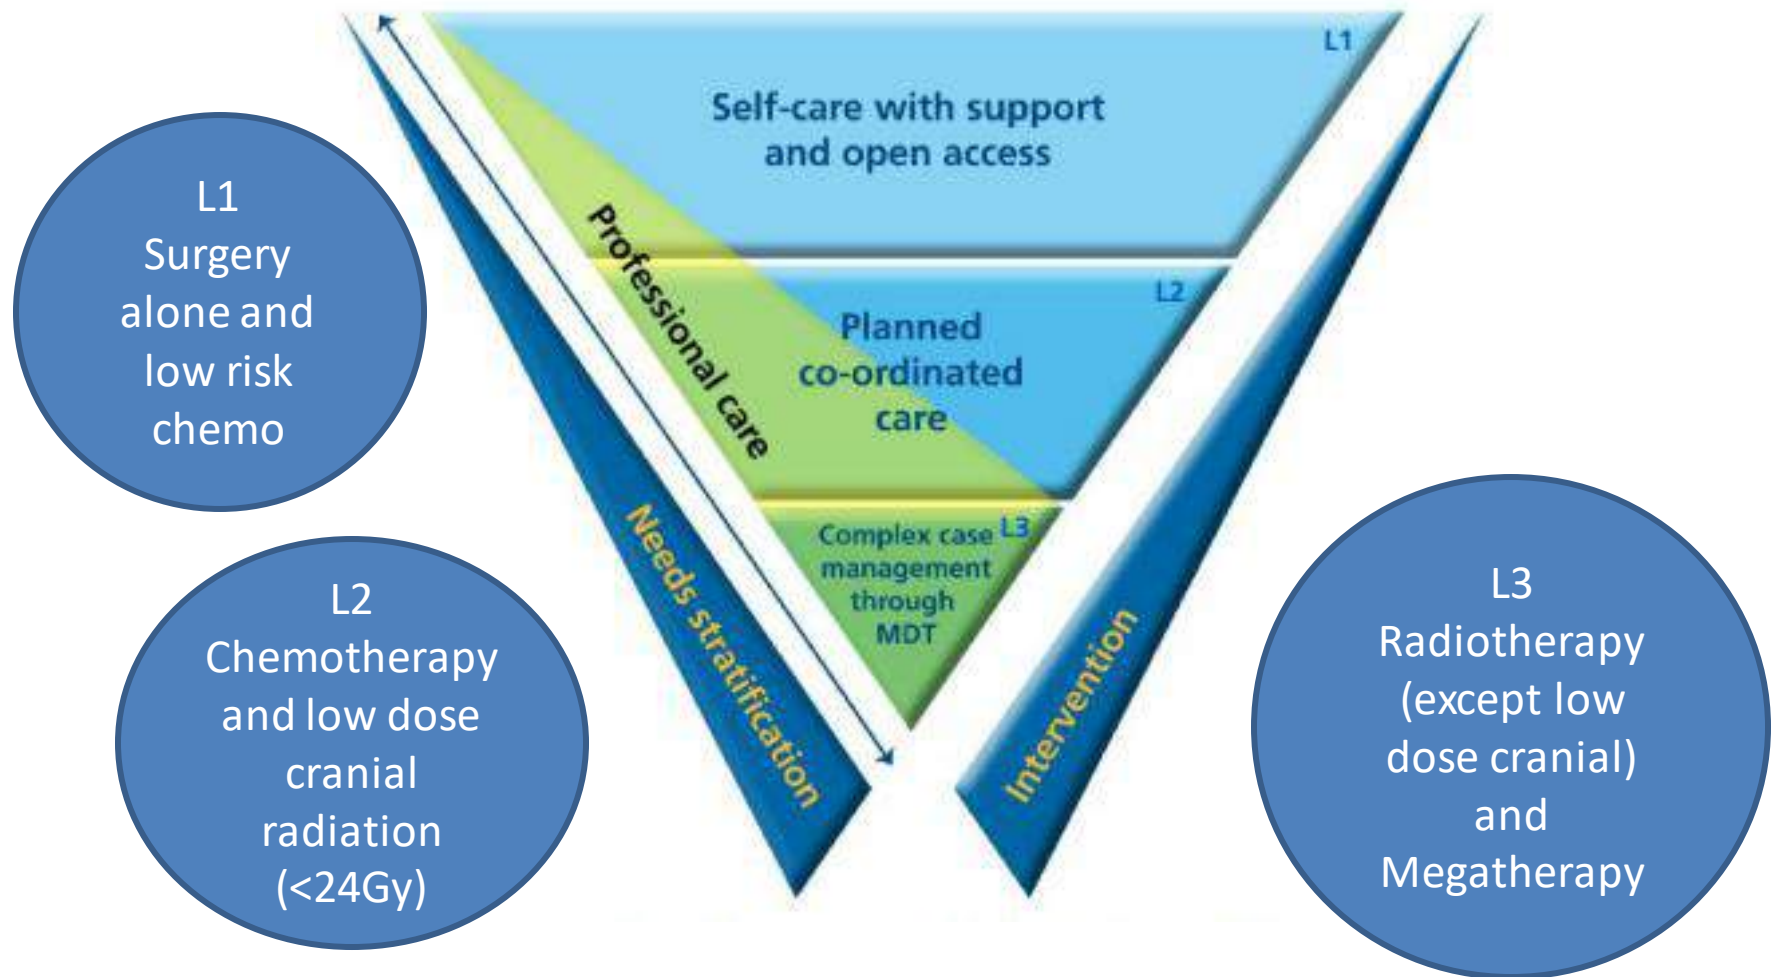 L1
Self-care with support
and open access
L1
Surgery
alone and
low risk
chemo
Professional care
L2
Planned
co-ordinated
care
L3
Complex case
management
through
MDT
Needs stratification
Intervention
L2
Chemotherapy
and low dose
cranial
radiation
(<24Gy)
L3
Radiotherapy
(except low
dose cranial)
and
Megatherapy